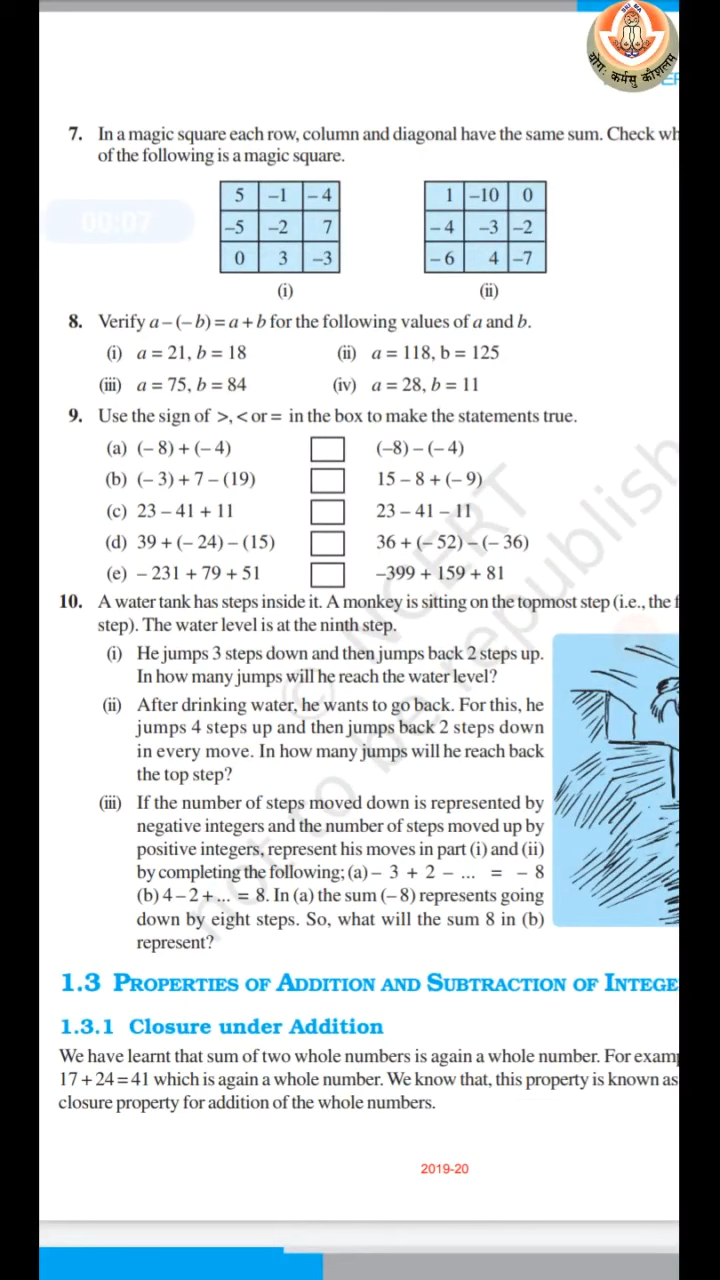 SRI MA
योगः कर्मसु कौशलम्
7. In a magic square each row, column and diagonal have the same sum. Check wh
of the following is a magic square.
5 –1 – 4
–5 –2 7
0 3 –3
(i)
1 –10 0
– 4 –3 –2
– 6 4 –7
(ii)
00:07
8. Verify a – (– b) = a + b for the following values of a and b.
(i) a = 21, b = 18 (ii) a = 118, b = 125
(iii) a = 75, b = 84 (iv) a = 28, b = 11
9. Use the sign of >, < or = in the box to make the statements true.
(a) (– 8) + (– 4) (–8) – (– 4)
(b) (– 3) + 7 – (19) 15 – 8 + (– 9)
(c) 23 – 41 + 11 23 – 41 – 11
(d) 39 + (– 24) – (15) 36 + (– 52) – (– 36)
(e) – 231 + 79 + 51 –399 + 159 + 81
10. A water tank has steps inside it. A monkey is sitting on the topmost step (i.e., the f
step). The water level is at the ninth step.
(i) He jumps 3 steps down and then jumps back 2 steps up.
In how many jumps will he reach the water level?
(ii) After drinking water, he wants to go back. For this, he
jumps 4 steps up and then jumps back 2 steps down
in every move. In how many jumps will he reach back
the top step?
(iii) If the number of steps moved down is represented by
negative integers and the number of steps moved up by
positive integers, represent his moves in part (i) and (ii)
by completing the following; (a) – 3 + 2 – ... = – 8
(b) 4 – 2 + ... = 8. In (a) the sum (– 8) represents going
down by eight steps. So, what will the sum 8 in (b)
represent?
© NCERT
not to be republish
1.3 PROPERTIES OF ADDITION AND SUBTRACTION OF INTEGE
1.3.1 Closure under Addition
We have learnt that sum of two whole numbers is again a whole number. For exam
17 + 24 = 41 which is again a whole number. We know that, this property is known as
closure property for addition of the whole numbers.
2019-20